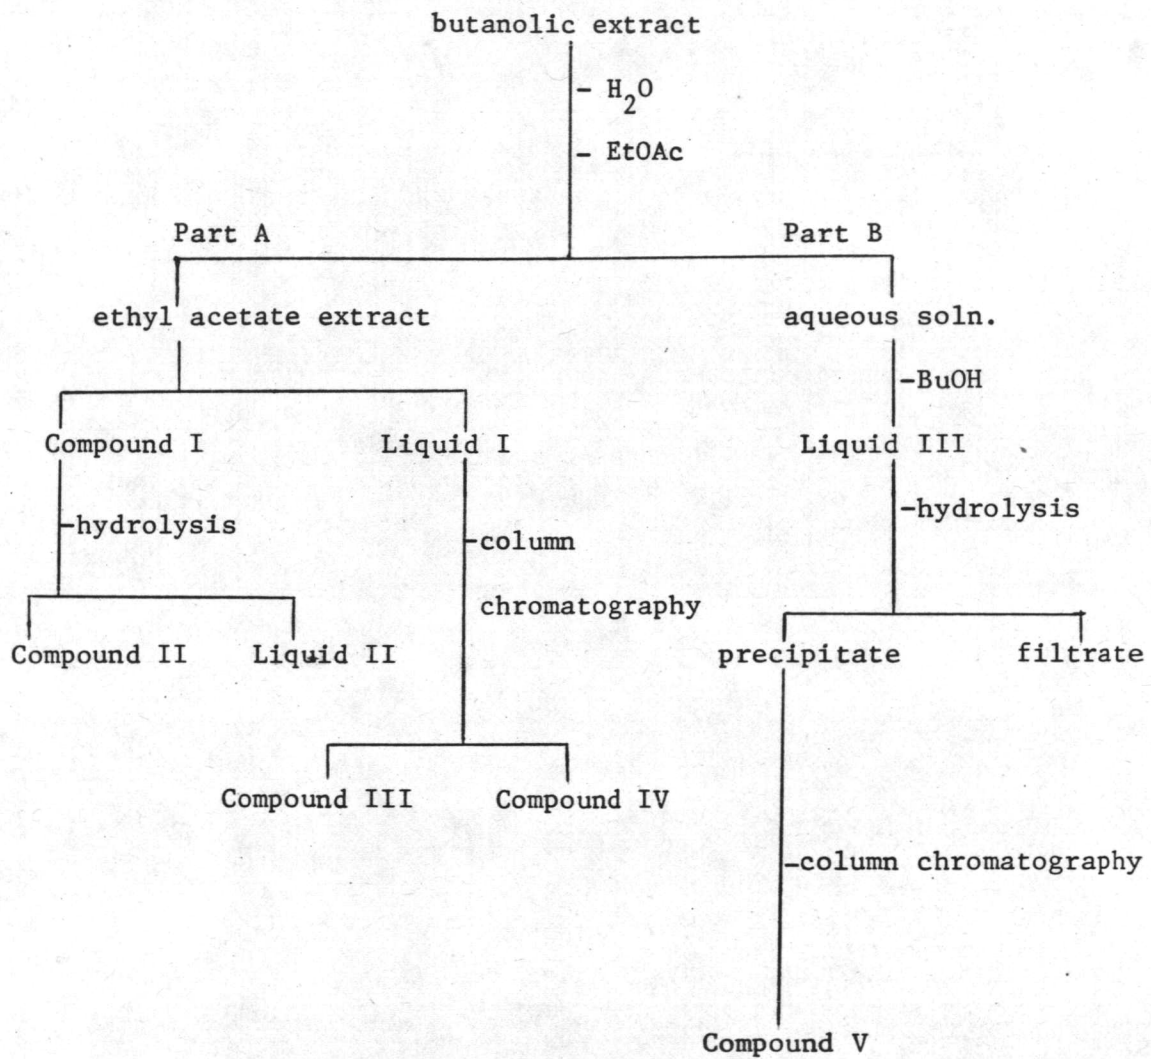 butanolic extract
H2O
EtOAc
Part A
Part B
ethyl acetate extract
aqueous soln.
BuOH
Compound I
Liquid I
Liquid III
hydrolysis
hydrolysis
column
chromatography
Compound II
Liquid II
precipitate
filtrate
Compound III
Compound IV
column chromatography
Compound V